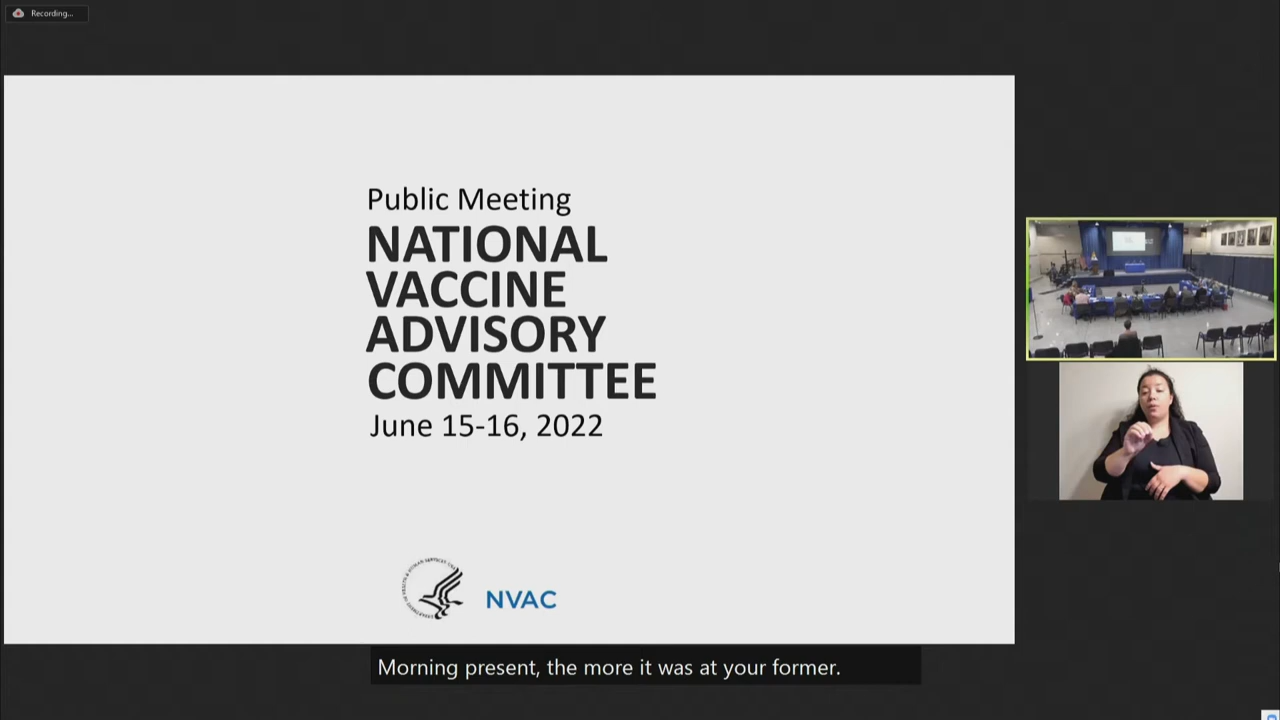 Recording...
Public Meeting
NATIONAL
VACCINE
ADVISORY
COMMITTEE
June 15-16, 2022
NVAC
Morning present, the more it was at your former.